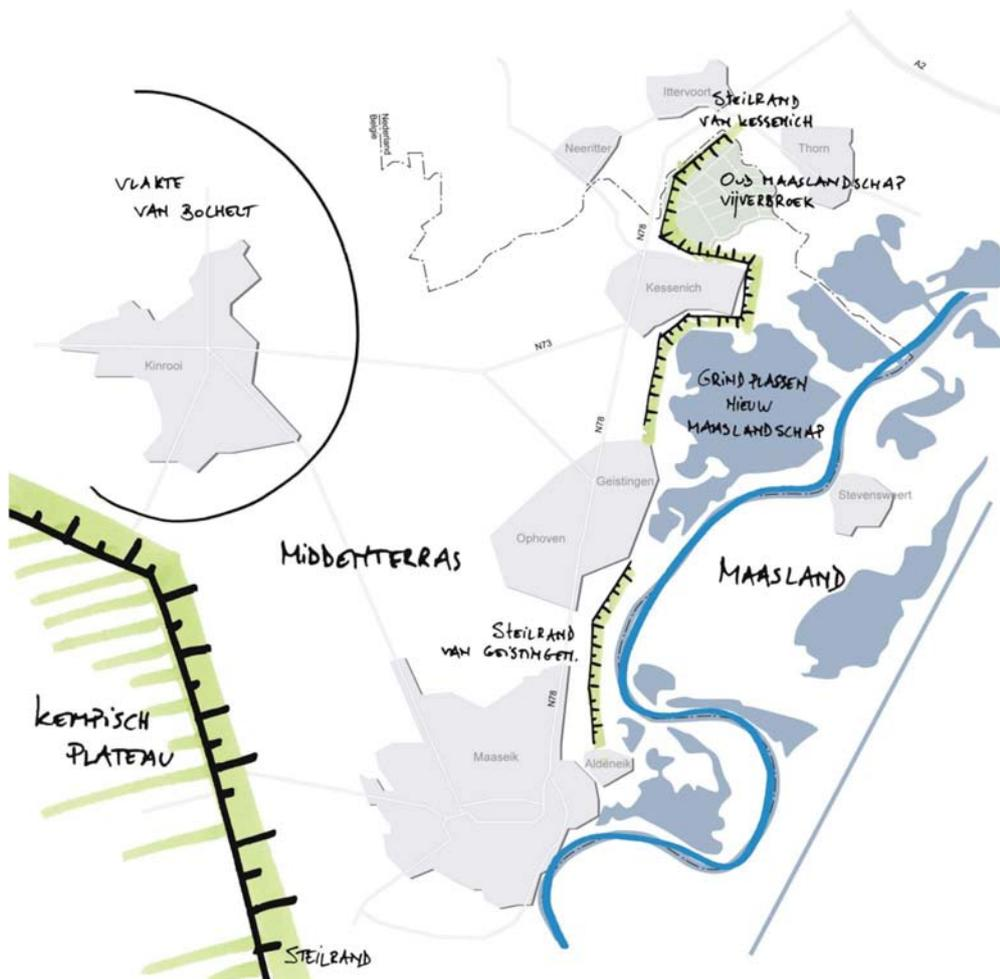 A2
Ittervoort
STEILRAND
VAN KESSENICH
Nederland
België
Neeritter
Thorn
VLAKTE
VAN BOCHELT
OUD MAASLANDSCHAP
VIJVERBROEK
N78
Kessenich
N73
Kinrooi
GRINDPLASSEN
NIEUW
MAASLANDSCHAP
N78
Geistingen
Stevensweert
Ophoven
MIDDENTERRAS
MAASLAND
STEILRAND
VAN GEISTINGEN.
N78
KEMPISCH
PLATEAU
Maaseik
Aldeneik
STEILRAND